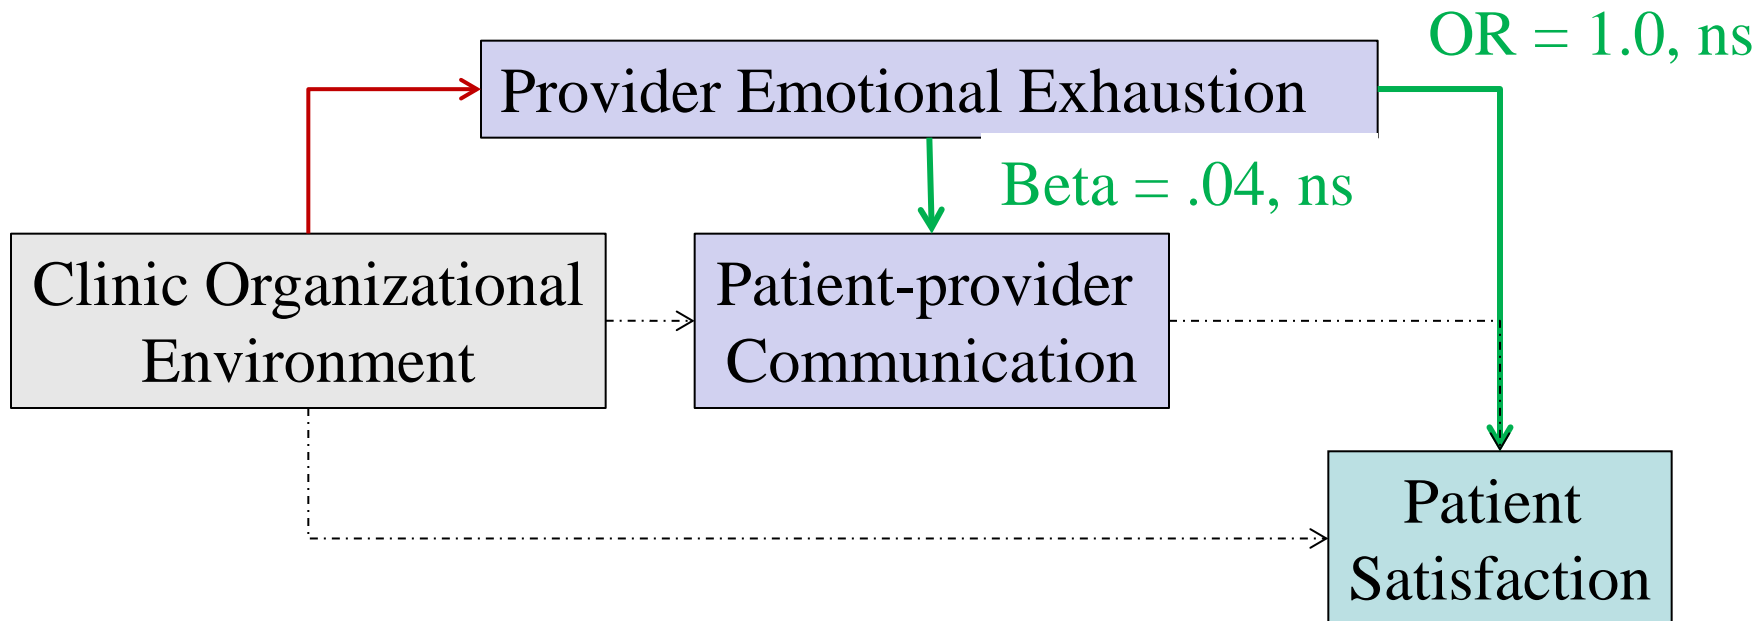 OR = 1.0, ns
Provider Emotional Exhaustion
Beta = .04, ns
Clinic Organizational
Environment
Patient-provider
Communication
Patient
Satisfaction